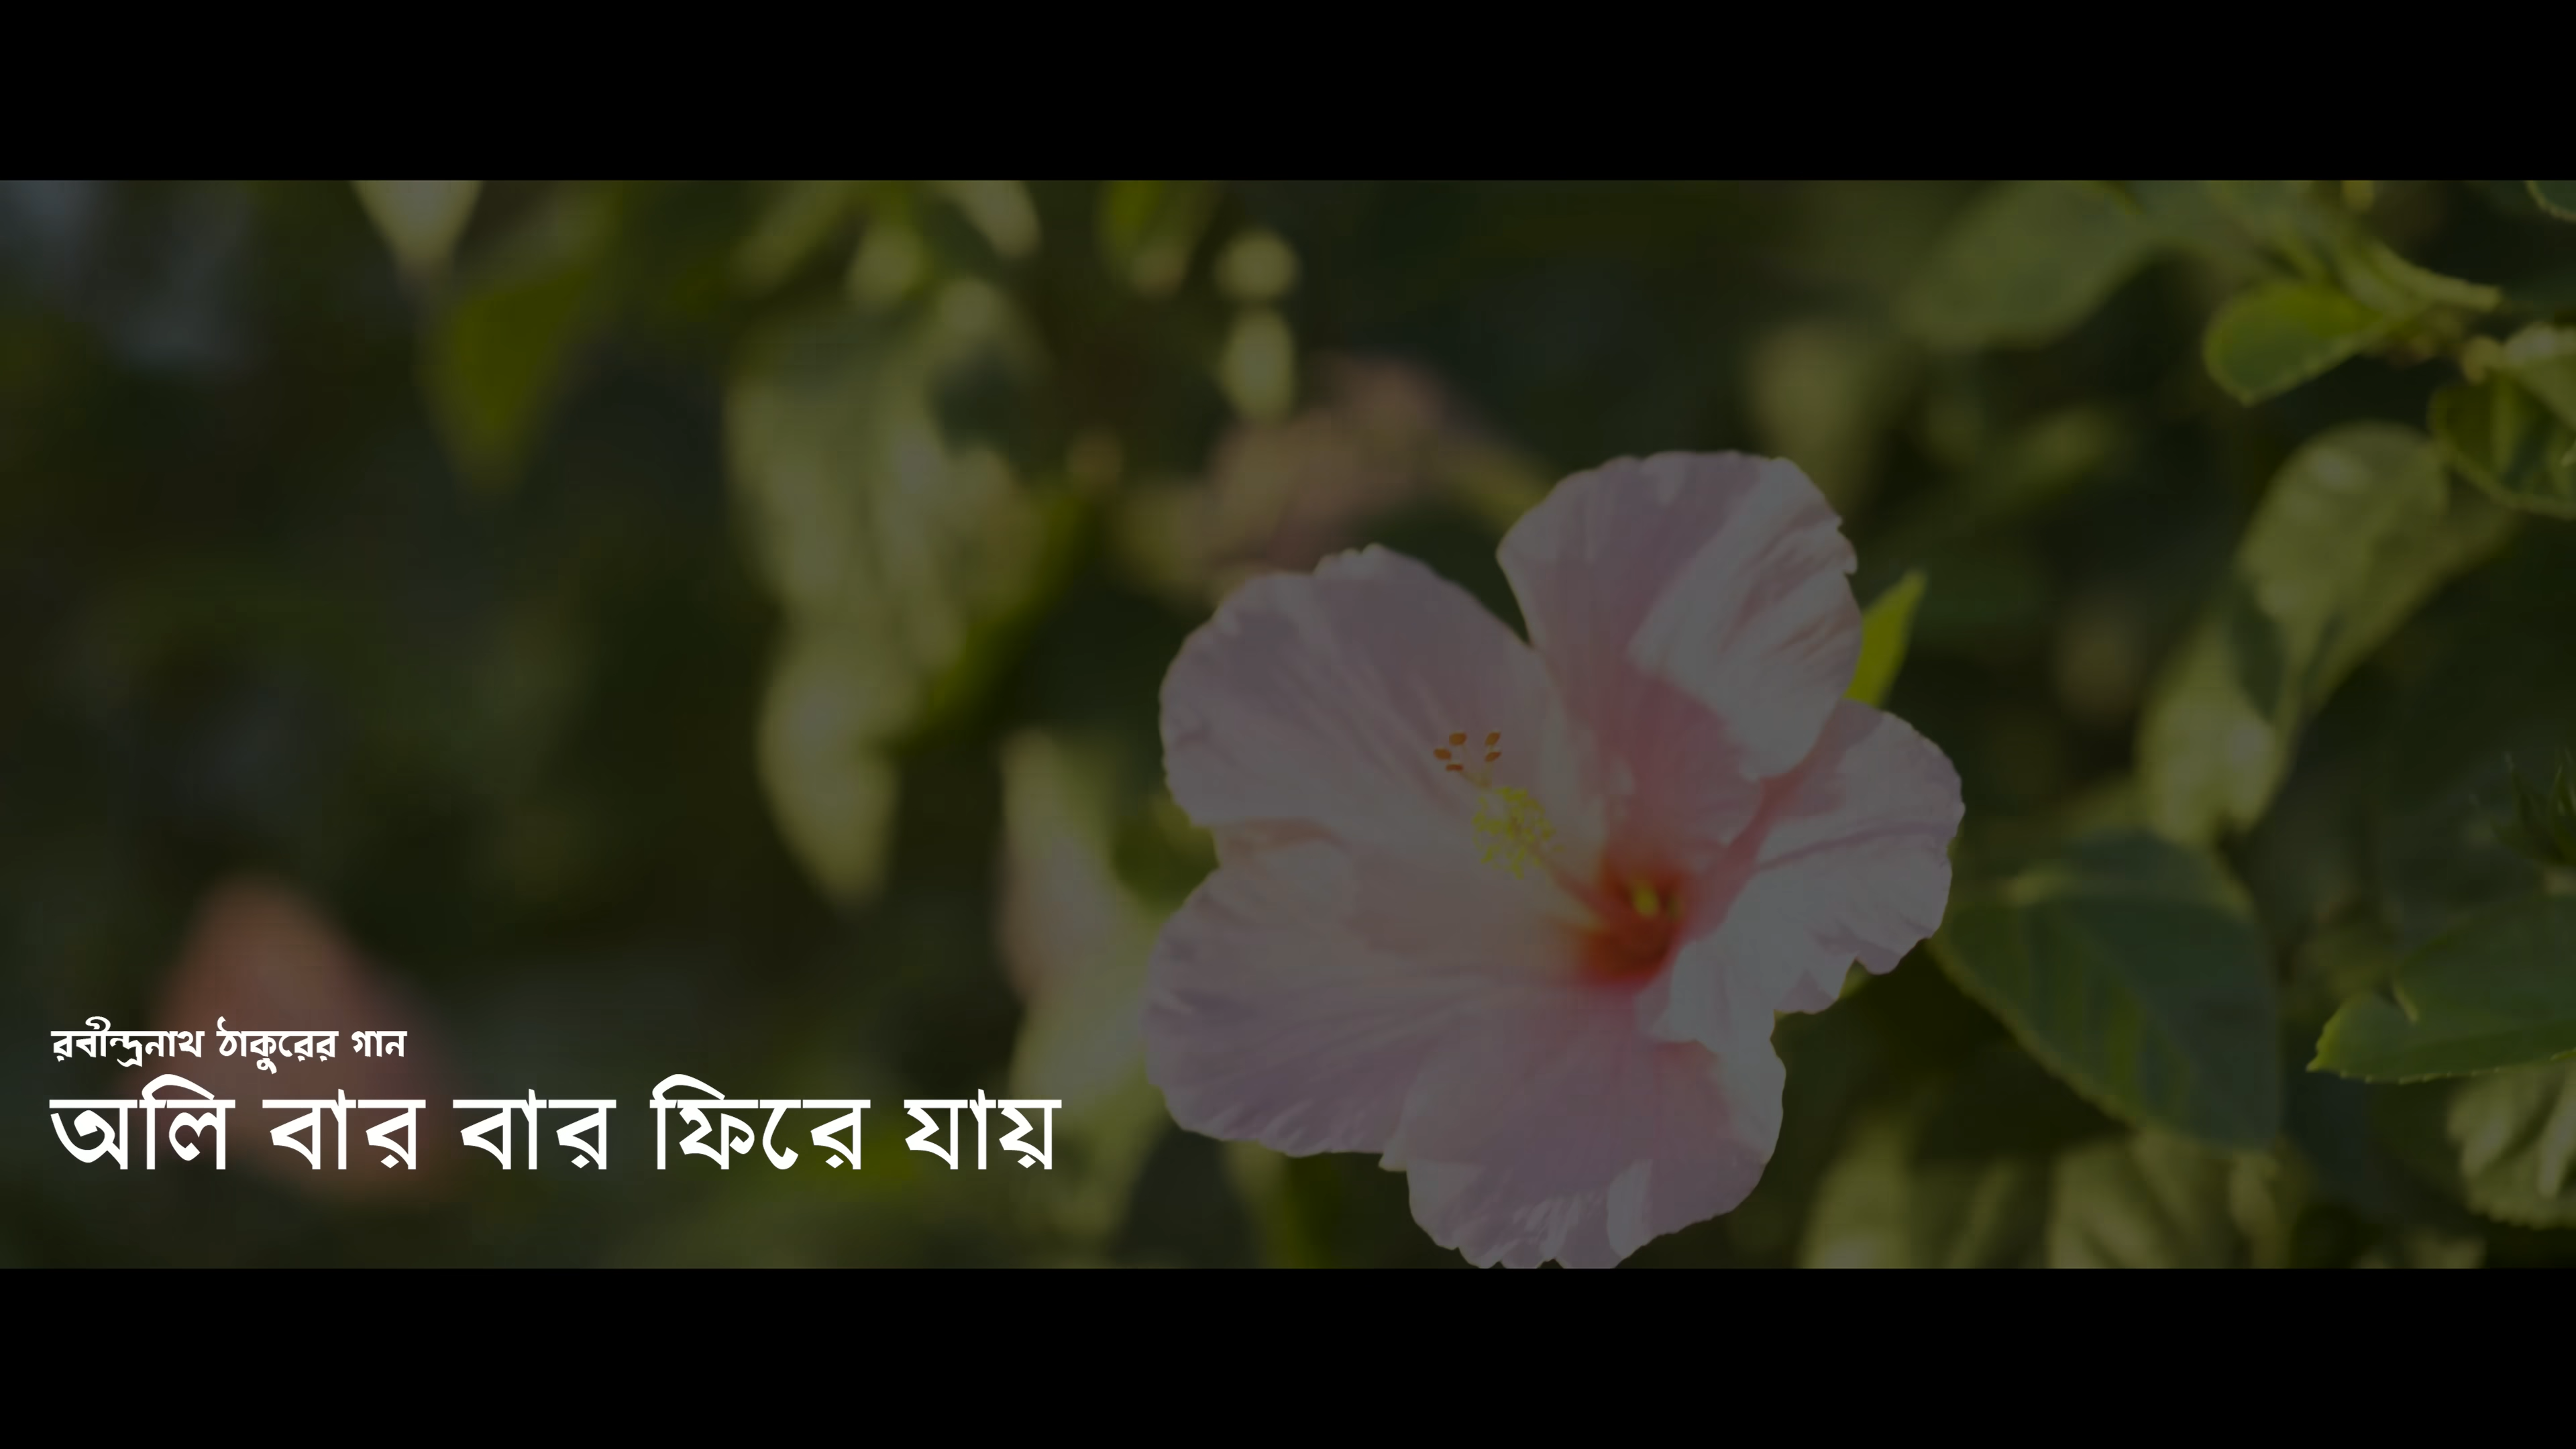 রবীন্দ্রনাথ ঠাকুরের গান
অলি বার বার ফিরে যায়